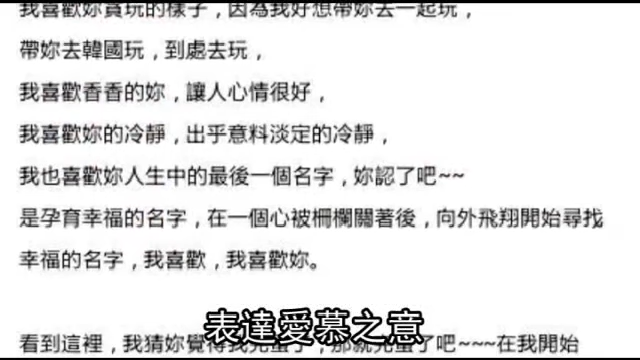 我喜歡妳貪玩的樣子，因為我好想帶妳去一起玩，
帶妳去韓國玩，到處去玩，
我喜歡香香的妳，讓人心情很好，
我喜歡妳的冷靜，出乎意料淡定的冷靜，
我也喜歡妳人生中的最後一個名字，妳認了吧~~
是孕育幸福的名字，在一個心被柵欄關著後，向外飛翔開始尋找
幸福的名字，我喜歡，我喜歡妳。
看到這裡，我猜妳覺得我
了吧~~~在我開始
表達愛慕之意